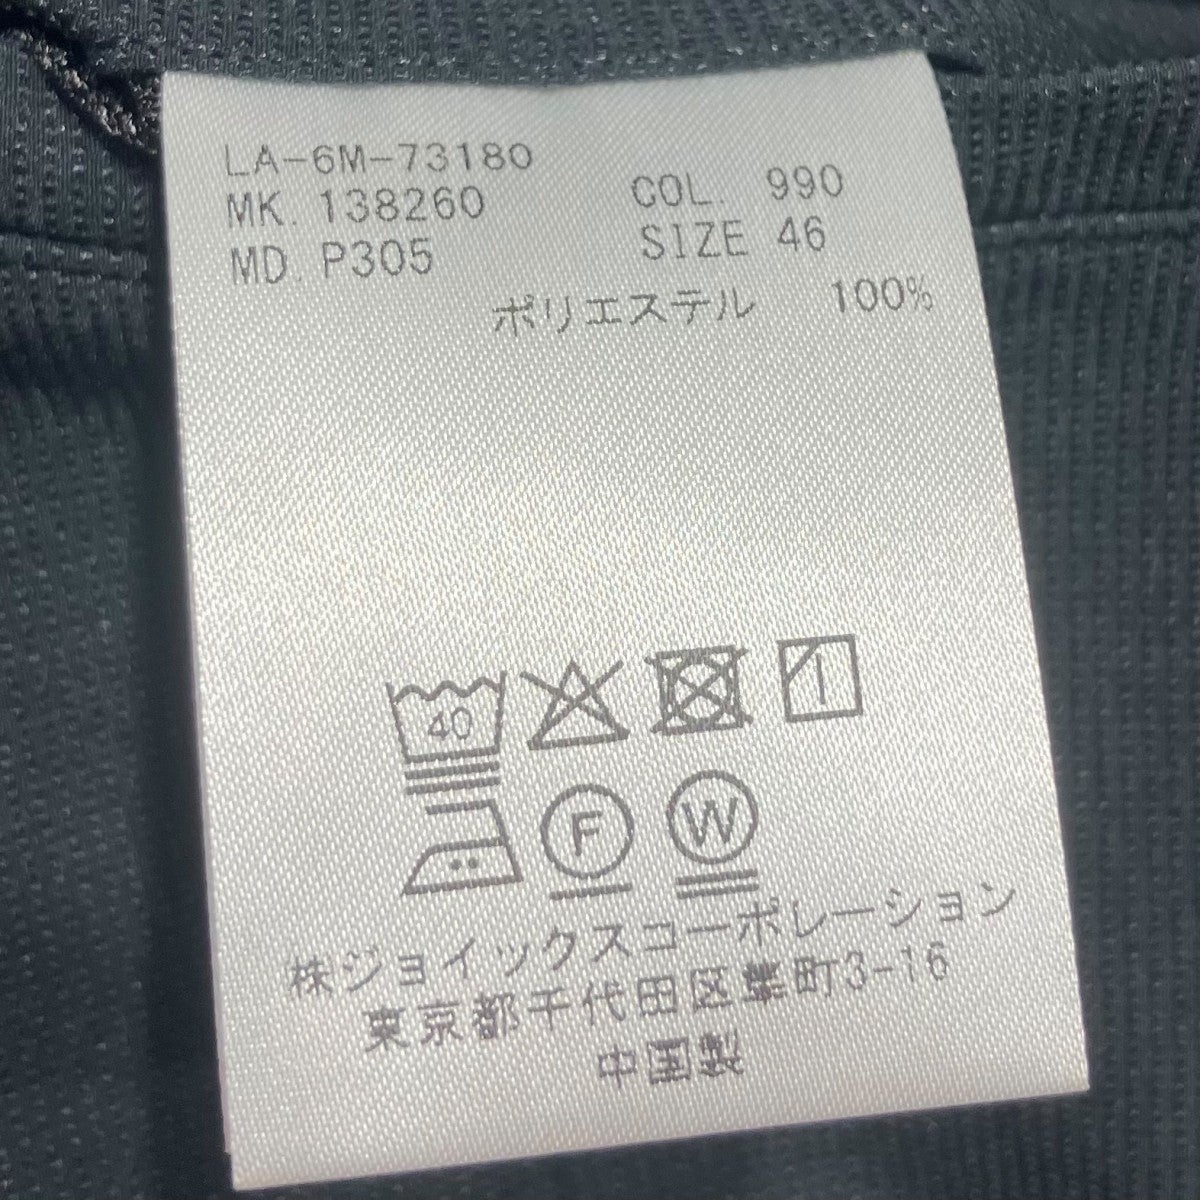 LA-6M-73180
MK. 138260 COL. 990
MD. P305 SIZE 46
ポリエステル 100%
40
F W
株ジョイックスコーポレーション
東京都千代田区隼町3-16
中国製